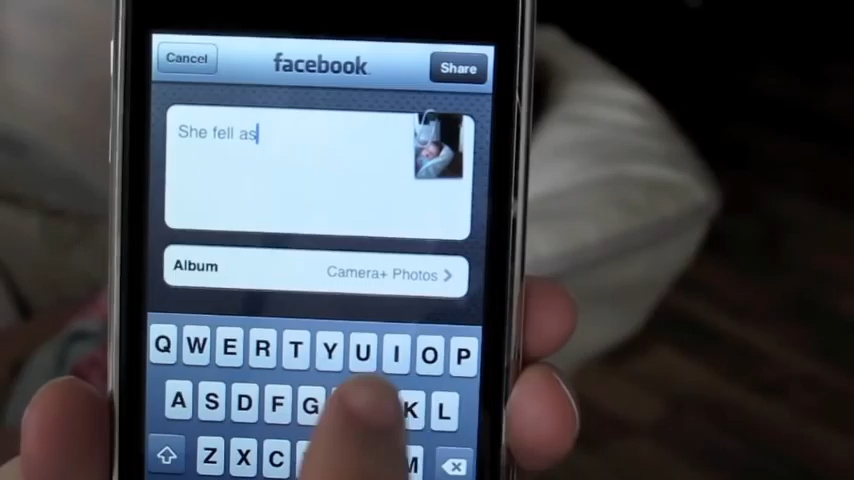 Cancel facebook Share
She fell as
Album Camera+ Photos
Q W E R T Y U I O P
A S D F G K L
Z X C M